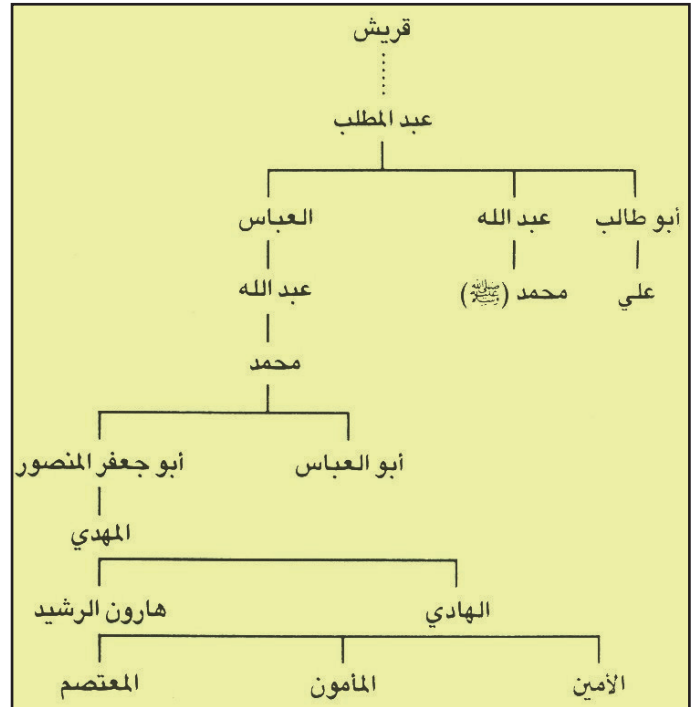 قريش
عبد المطلب
أبو طالب عبد الله العباس
علي محمد (ﷺ) عبد الله
محمد
أبو العباس أبو جعفر المنصور
المهدي
الهادي هارون الرشيد
الأمين المأمون المعتصم